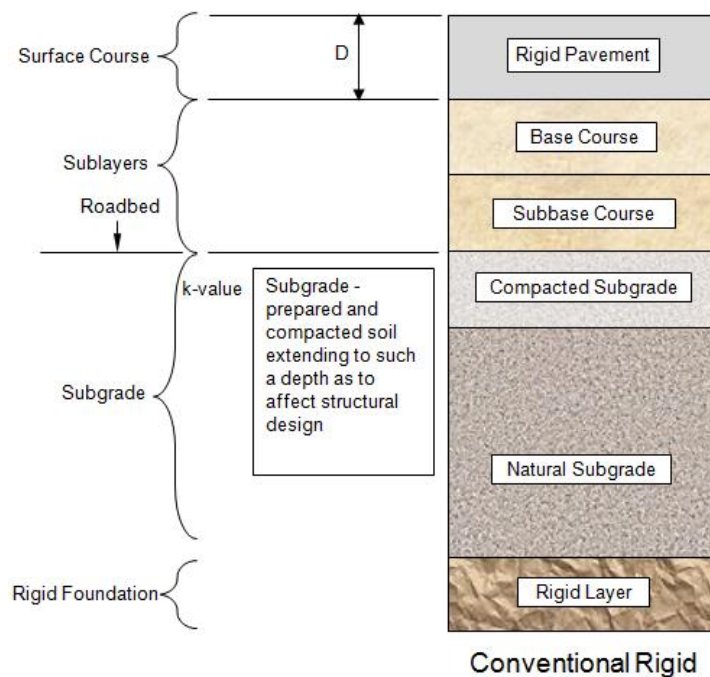 Surface Course
D
Rigid Pavement
Base Course
Sublayers
Roadbed
Subbase Course
k-value
Subgrade -
prepared and
compacted soil
extending to such
a depth as to
affect structural
design
Compacted Subgrade
Subgrade
Natural Subgrade
Rigid Foundation
Rigid Layer
Conventional Rigid